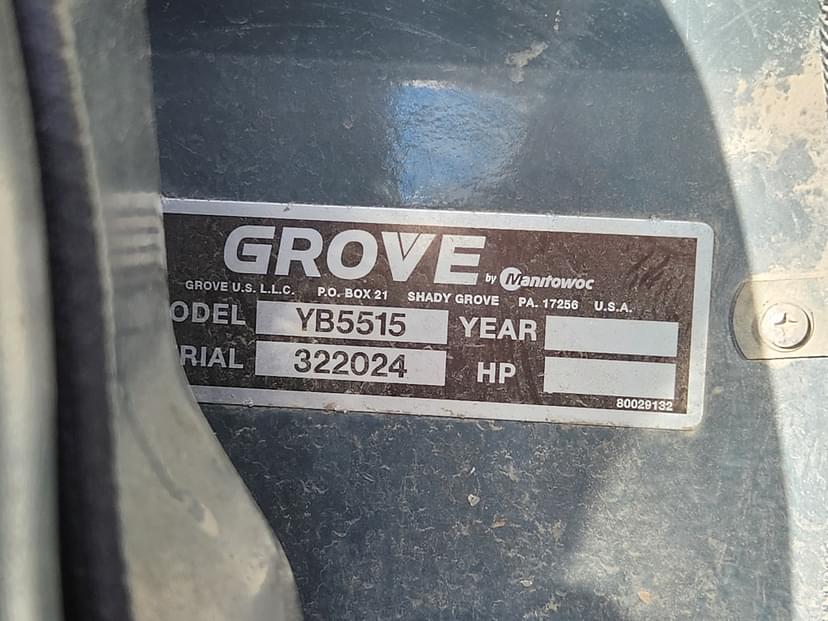 GROVE by Manitowoc
GROVE U.S. L.L.C. P.O. BOX 21 SHADY GROVE PA. 17256 U.S.A.
ODEL YB5515 YEAR
RIAL 322024 HP
80029132